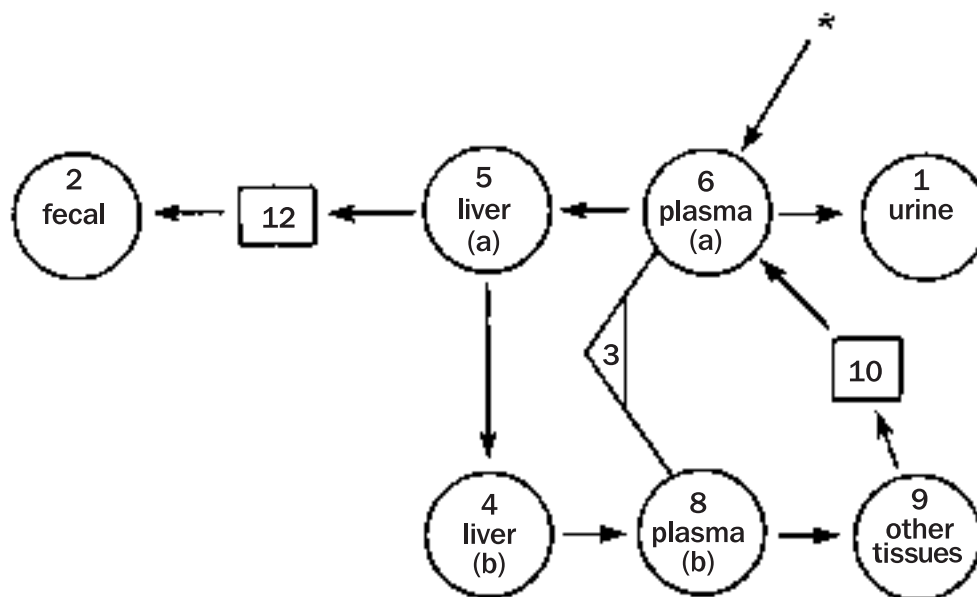 *
2
fecal
12
5
liver
(a)
6
plasma
(a)
1
urine
3
10
4
liver
(b)
8
plasma
(b)
9
other
tissues